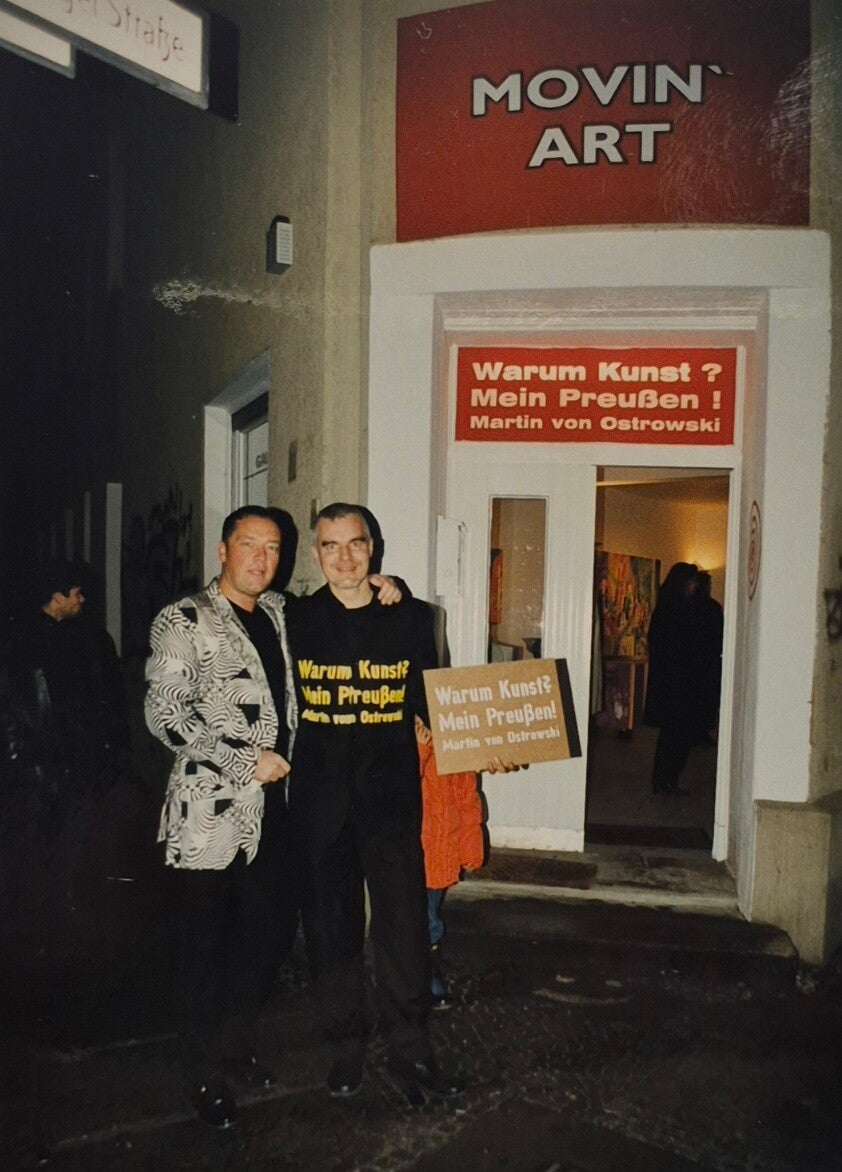 Straße
MOVIN`
ART
Warum Kunst ?
Mein Preußen !
Martin von Ostrowski
Warum Kunst?
Mein Preußen!
Martin von Ostrowski
Warum Kunst?
Mein Preußen!
Martin von Ostrowski